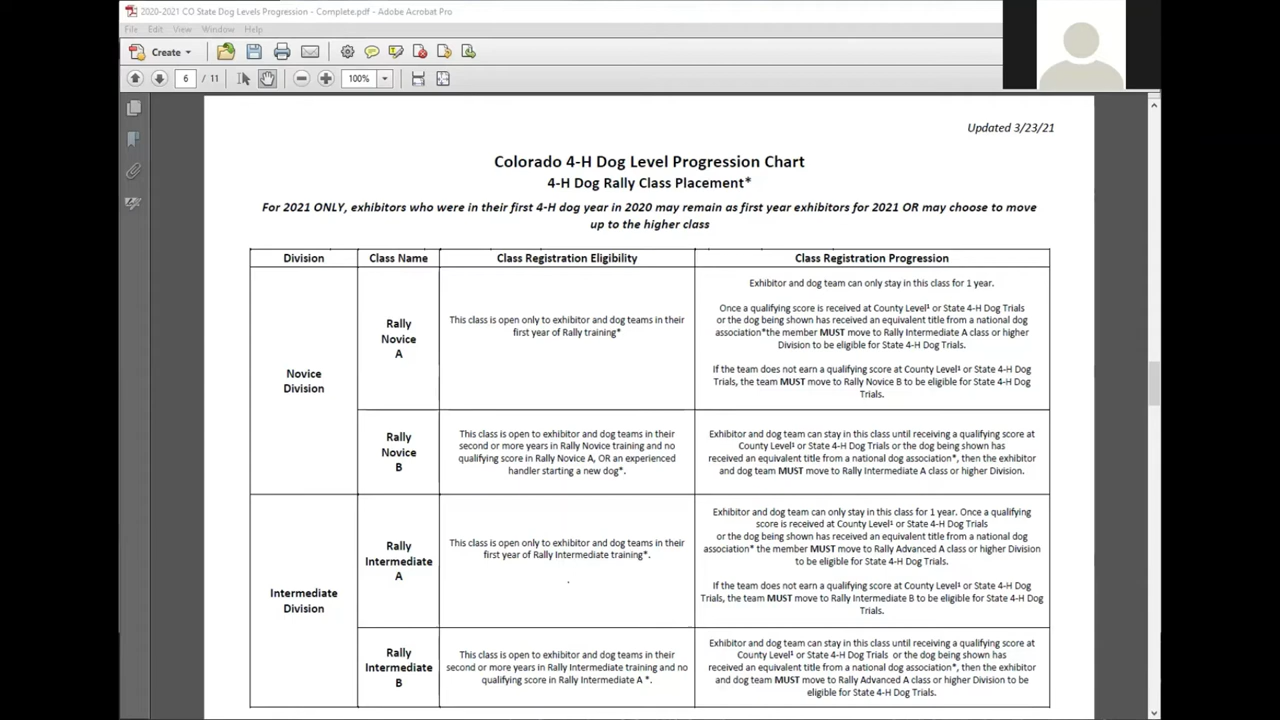 2020-2021 CO State Dog Levels Progression - Complete.pdf - Adobe Acrobat Pro
File Edit View Window Help
Create
6 / 11
100%
Updated 3/23/21
Colorado 4-H Dog Level Progression Chart
4-H Dog Rally Class Placement*
For 2021 ONLY, exhibitors who were in their first 4-H dog year in 2020 may remain as first year exhibitors for 2021 OR may choose to move
up to the higher class
Division
Class Name
Class Registration Eligibility
Class Registration Progression
Novice
Division
Rally
Novice
A
This class is open only to exhibitor and dog teams in their
first year of Rally training*
Exhibitor and dog team can only stay in this class for 1 year.
Once a qualifying score is received at County Level¹ or State 4-H Dog Trials
or the dog being shown has received an equivalent title from a national dog
association*the member MUST move to Rally Intermediate A class or higher
Division to be eligible for State 4-H Dog Trials.
If the team does not earn a qualifying score at County Level¹ or State 4-H Dog
Trials, the team MUST move to Rally Novice B to be eligible for State 4-H Dog
Trials.
Rally
Novice
B
This class is open to exhibitor and dog teams in their
second or more years in Rally Novice training and no
qualifying score in Rally Novice A, OR an experienced
handler starting a new dog*.
Exhibitor and dog team can stay in this class until receiving a qualifying score at
County Level¹ or State 4-H Dog Trials or the dog being shown has
received an equivalent title from a national dog association*, then the exhibitor
and dog team MUST move to Rally Intermediate A class or higher Division.
Intermediate
Division
Rally
Intermediate
A
This class is open only to exhibitor and dog teams in their
first year of Rally Intermediate training*.
Exhibitor and dog team can only stay in this class for 1 year. Once a qualifying
score is received at County Level¹ or State 4-H Dog Trials
or the dog being shown has received an equivalent title from a national dog
association* the member MUST move to Rally Advanced A class or higher Division
to be eligible for State 4-H Dog Trials.
If the team does not earn a qualifying score at County Level¹ or State 4-H Dog
Trials, the team MUST move to Rally Intermediate B to be eligible for State 4-H Dog
Trials.
Rally
Intermediate
B
This class is open to exhibitor and dog teams in their
second or more years in Rally Intermediate training and no
qualifying score in Rally Intermediate A *.
Exhibitor and dog team can stay in this class until receiving a qualifying score at
County Level¹ or State 4-H Dog Trials or the dog being shown has
received an equivalent title from a national dog association*, then the exhibitor
and dog team MUST move to Rally Advanced A class or higher Division to be
eligible for State 4-H Dog Trials.